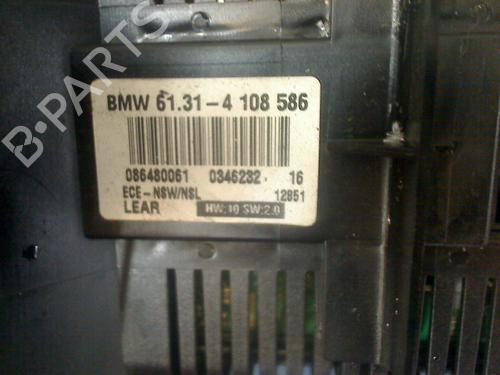 B-PARTS
BMW 61.31-4 108 586
086480061 0346232 16
ECE-NSW/NSL 12851
LEAR HW:10 SW:2.0